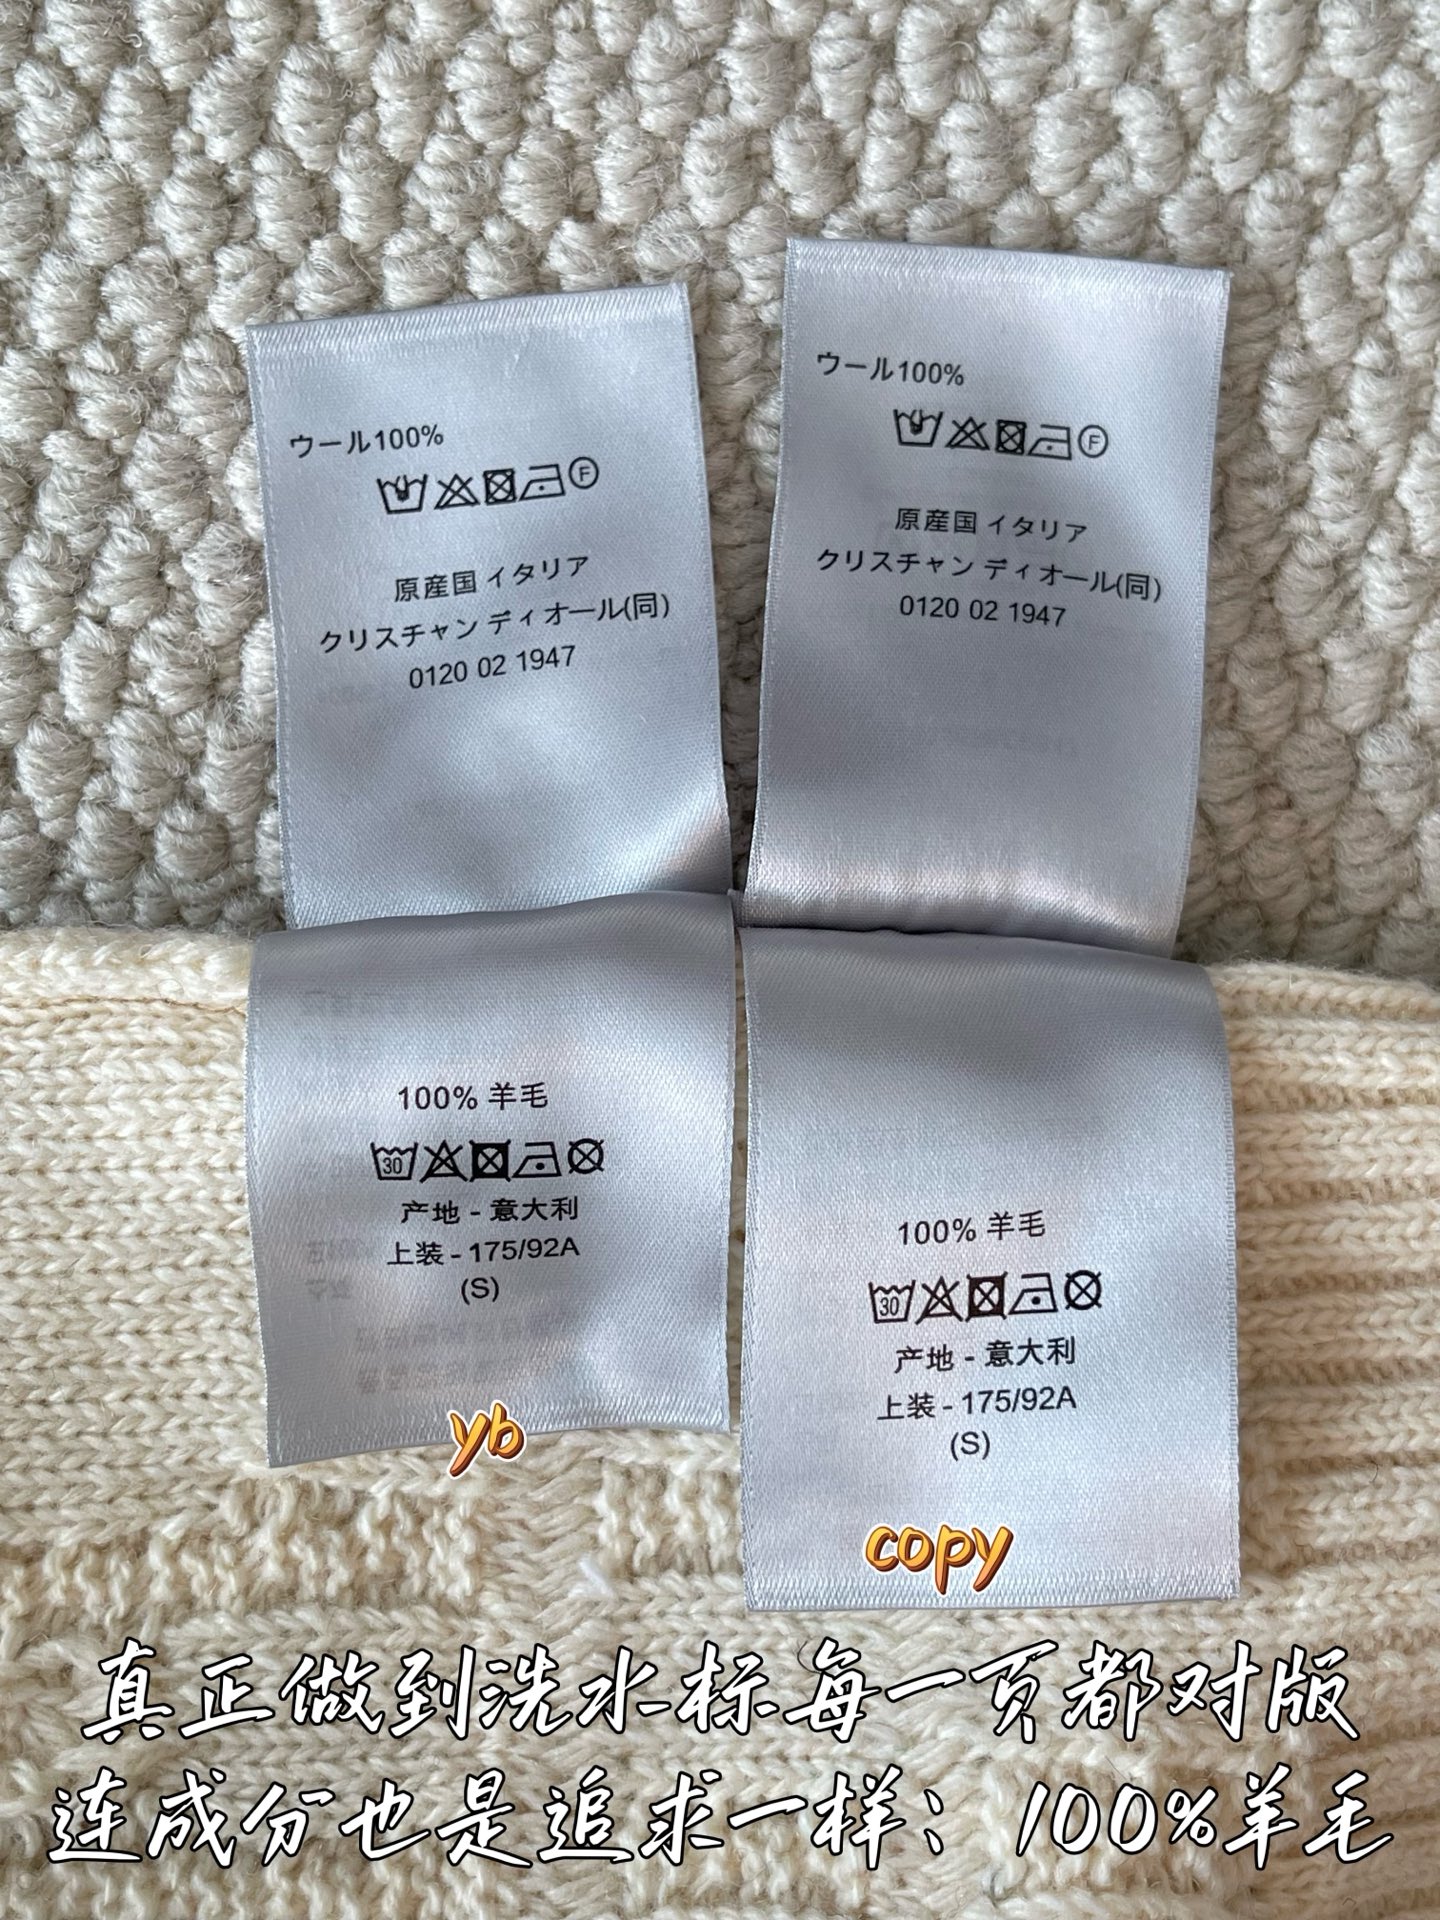 ウール100%
F
原産国 イタリア
クリスチャン ディオール(同)
0120 02 1947
ウール100%
F
原産国 イタリア
クリスチャン ディオール(同)
0120 02 1947
100% 羊毛
30
产地 - 意大利
上装 - 175/92A
(S)
yb
100% 羊毛
30
产地 - 意大利
上装 - 175/92A
(S)
copy
真正做到洗水标每一页都对版
连成分也是追求一样、100%羊毛